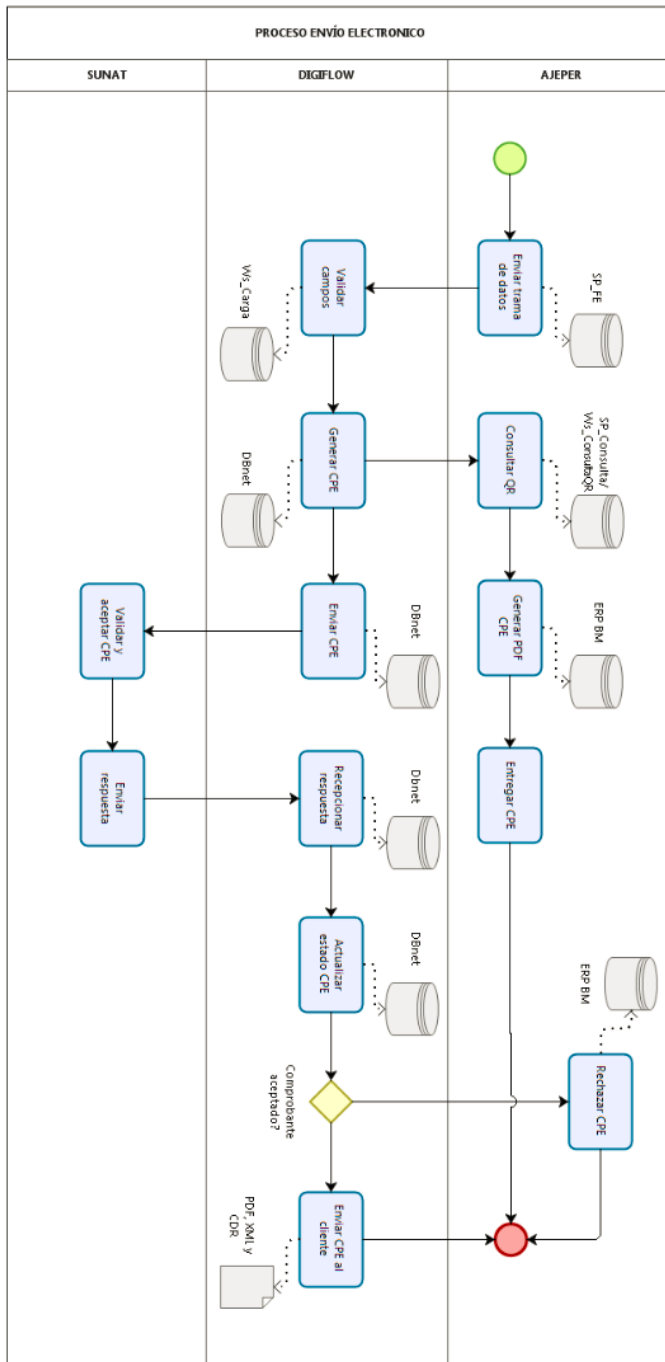 PROCESO ENVÍO ELECTRONICO
SUNAT
DIGIFLOW
AJEPER
Enviar trama
de datos
SP_FE
Validar
campos
Ws_Carga
Generar CPE
DBnet
Consultar QR
SP_Consulta/
Ws_ConsultaQR
Validar y
aceptar CPE
Enviar CPE
DBnet
Generar PDF
CPE
ERP BM
Enviar
respuesta
Recepcionar
respuesta
Dbnet
Entregar CPE
Actualizar
estado CPE
DBnet
ERP BM
Rechazar CPE
Comprobante
aceptado?
Enviar CPE al
cliente
PDF, XML y
CDR